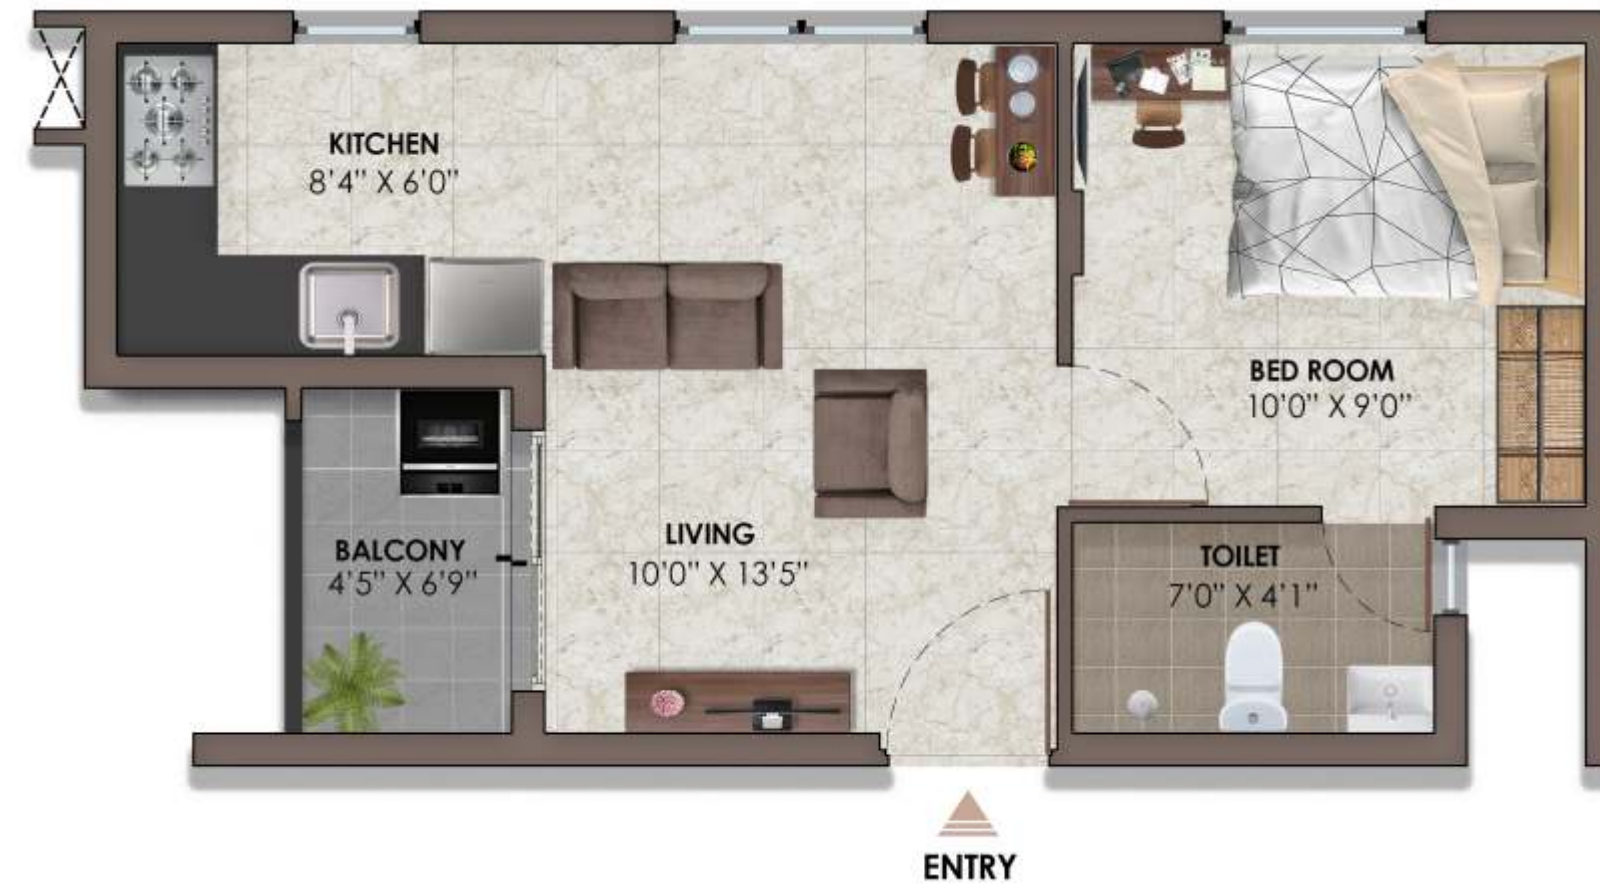 KITCHEN
8'4" X 6'0"
BED ROOM
10'0" X 9'0"
LIVING
10'0" X 13'5"
BALCONY
4'5" X 6'9"
TOILET
7'0" X 4'1"
ENTRY